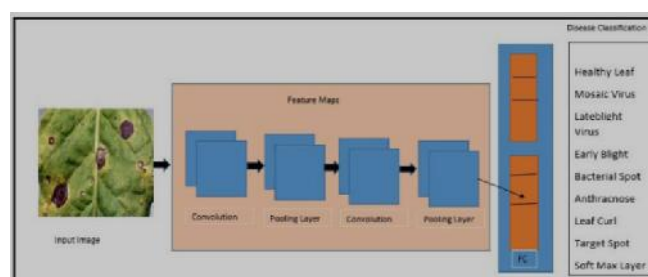 Disease Classification
Feature Maps
Healthy Leaf
Mosaic Virus
Lateblight
Virus
Early Blight
Bacterial Spot
Anthracnose
Leaf Curl
Target Spot
Soft Max Layer
Convolution
Pooling Layer
Convolution
Pooling Layer
Input Image
FC